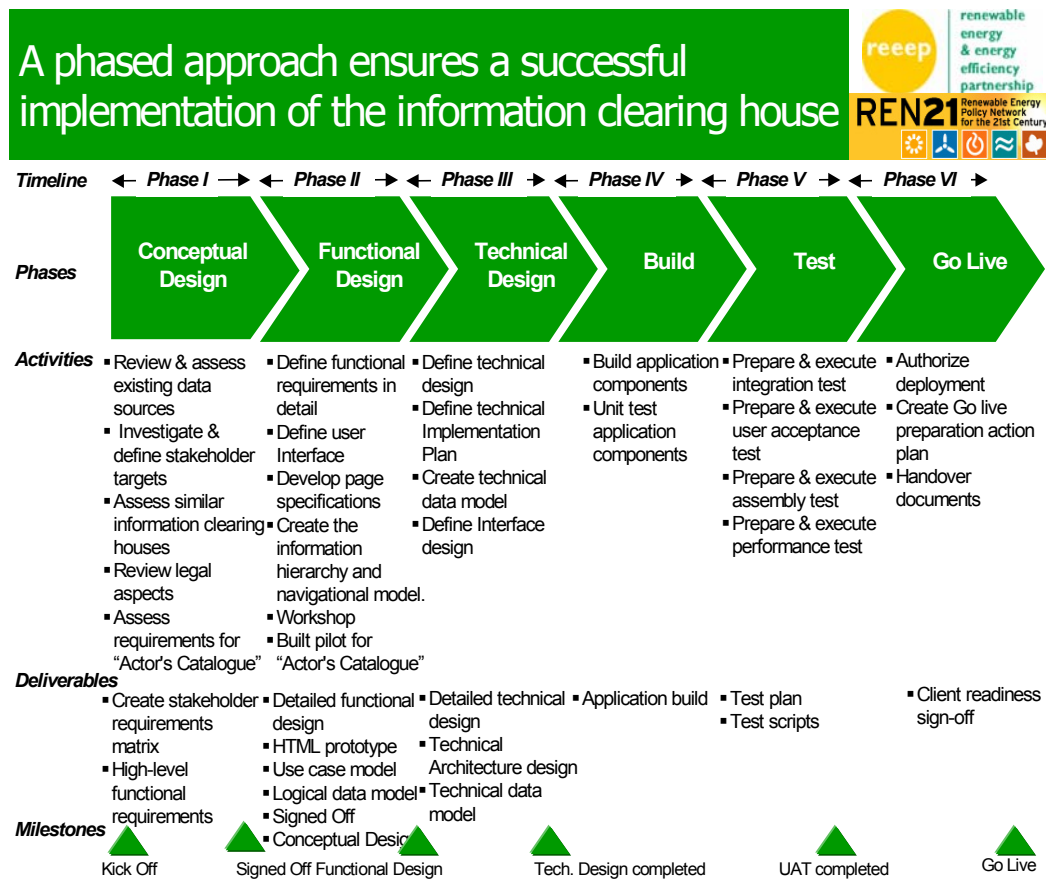 A phased approach ensures a successful
implementation of the information clearing house
reeep
renewable
energy
& energy
efficiency
partnership
REN21
Renewable Energy
Policy Network
for the 21st Century
Timeline
Phase I
Phase II
Phase III
Phase IV
Phase V
Phase VI
Phases
Conceptual
Design
Functional
Design
Technical
Design
Build
Test
Go Live
Activities
▪ Review & assess
existing data
sources
▪ Investigate &
define stakeholder
targets
▪ Assess similar
information clearing
houses
▪ Review legal
aspects
▪ Assess
requirements for
“Actor's Catalogue”
▪ Define functional
requirements in
detail
▪ Define user
Interface
▪ Develop page
specifications
▪ Create the
information
hierarchy and
navigational model.
▪ Workshop
▪ Built pilot for
“Actor's Catalogue”
▪ Define technical
design
▪ Define technical
Implementation
Plan
▪ Create technical
data model
▪ Define Interface
design
▪ Build application
components
▪ Unit test
application
components
▪ Prepare & execute
integration test
▪ Prepare & execute
user acceptance
test
▪ Prepare & execute
assembly test
▪ Prepare & execute
performance test
▪ Authorize
deployment
▪ Create Go live
preparation action
plan
▪ Handover
documents
Deliverables
▪ Create stakeholder
requirements
matrix
▪ High-level
functional
requirements
▪ Detailed functional
design
▪ HTML prototype
▪ Use case model
▪ Logical data model
▪ Signed Off
▪ Conceptual Desig
▪ Detailed technical
design
▪ Technical
Architecture design
▪ Technical data
model
▪ Application build
▪ Test plan
▪ Test scripts
▪ Client readiness
sign-off
Milestones
Kick Off
Signed Off Functional Design
Tech. Design completed
UAT completed
Go Live